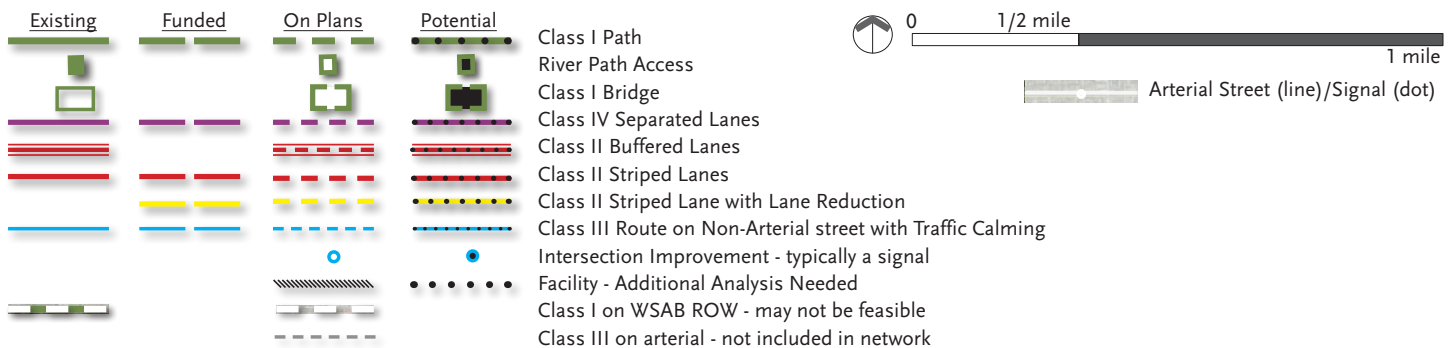 Existing Funded On Plans Potential
0 1/2 mile
1 mile
Class I Path
River Path Access
Class I Bridge
Arterial Street (line)/Signal (dot)
Class IV Separated Lanes
Class II Buffered Lanes
Class II Striped Lanes
Class II Striped Lane with Lane Reduction
Class III Route on Non-Arterial street with Traffic Calming
Intersection Improvement - typically a signal
Facility - Additional Analysis Needed
Class I on WSAB ROW - may not be feasible
Class III on arterial - not included in network